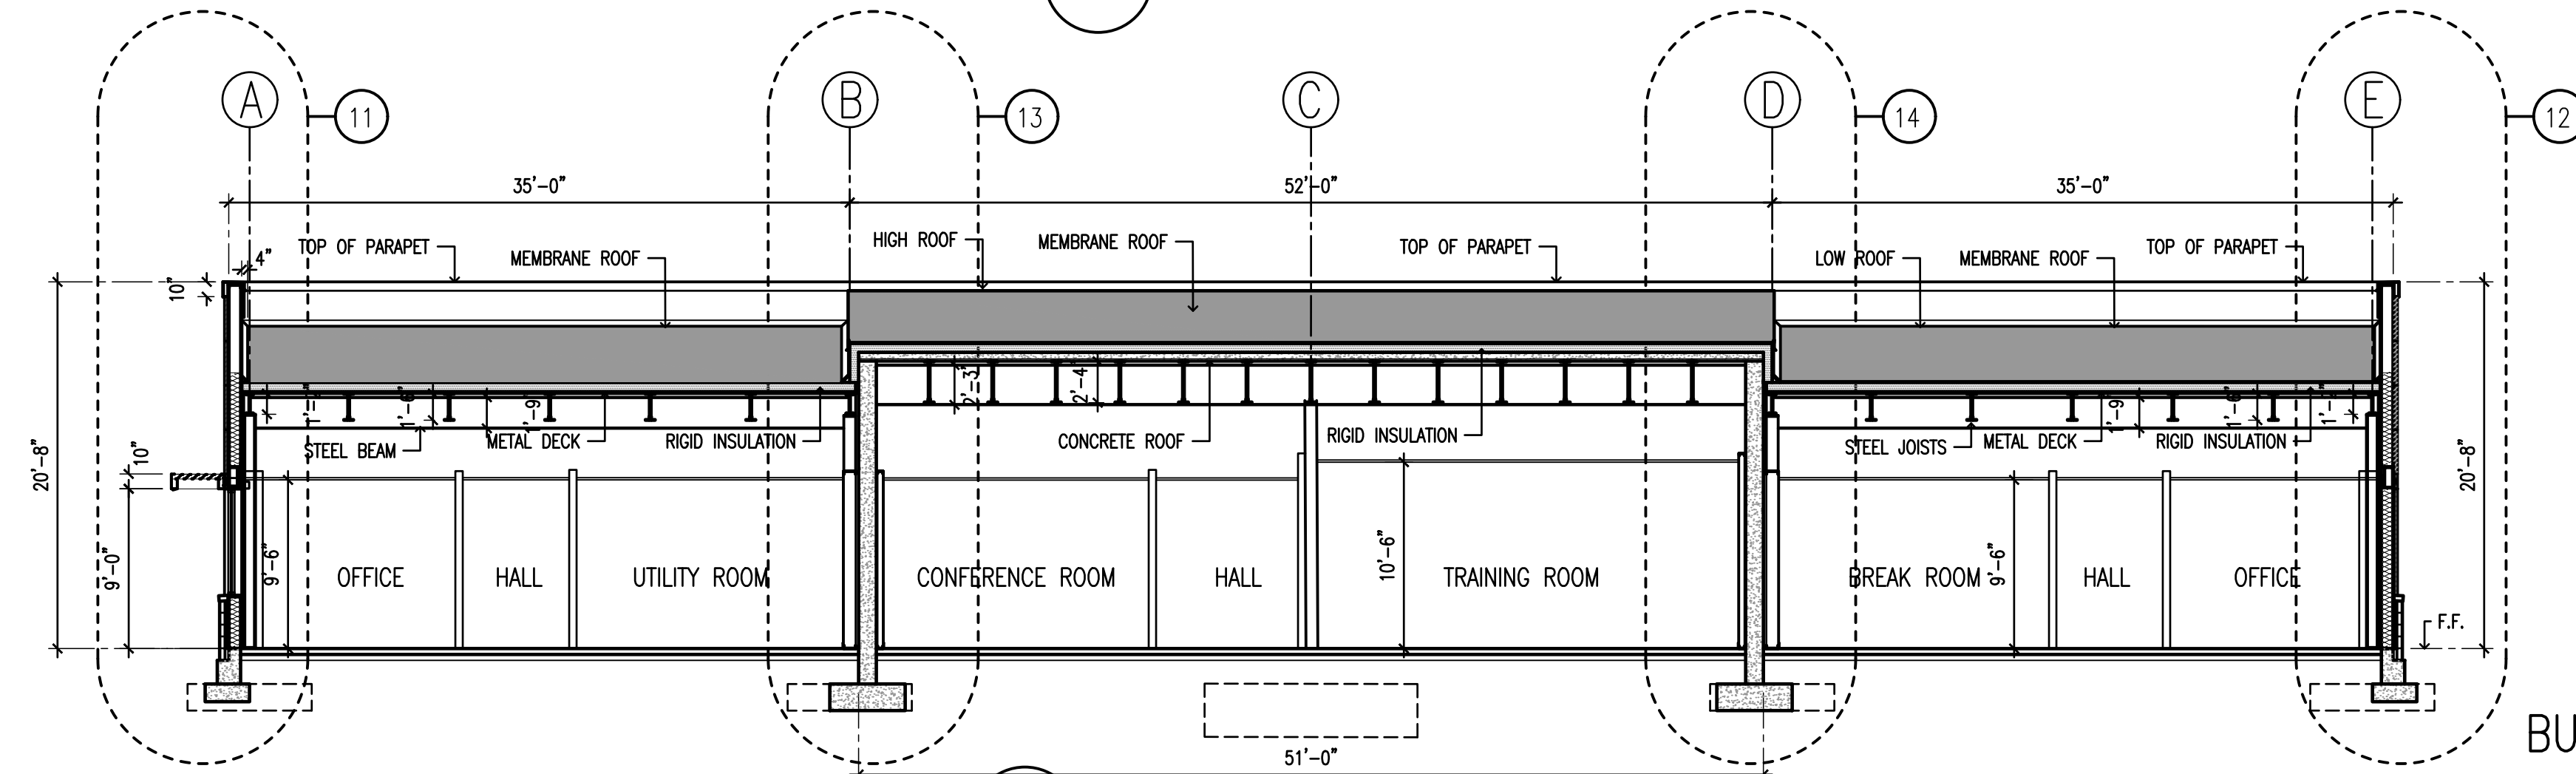 A
B
C
D
E
11
13
14
12
35'-0"
52'-0"
35'-0"
HIGH ROOF
MEMBRANE ROOF
TOP OF PARAPET
4"
TOP OF PARAPET
MEMBRANE ROOF
TOP OF PARAPET
LOW ROOF
MEMBRANE ROOF
10"
2'-3"
2'-4"
1'-9"
1'-6"
1'-9"
1'-6"
STEEL BEAM
METAL DECK
RIGID INSULATION
CONCRETE ROOF
RIGID INSULATION
STEEL JOISTS
METAL DECK
RIGID INSULATION
20'-8"
10"
20'-8"
9'-0"
9'-6"
10'-6"
9'-6"
OFFICE
HALL
UTILITY ROOM
CONFERENCE ROOM
HALL
TRAINING ROOM
BREAK ROOM
HALL
OFFICE
F.F.
BU
51'-0"